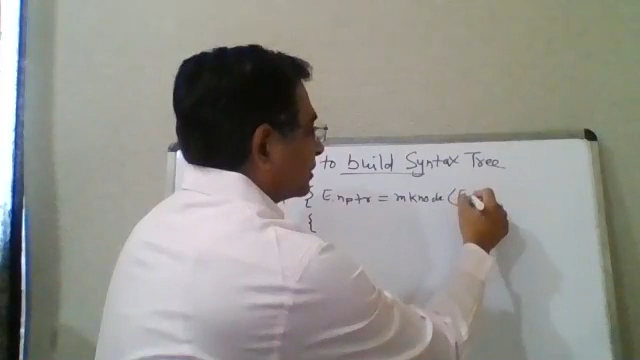 to build Syntax Tree
{ E.nptr = mknode (E
{